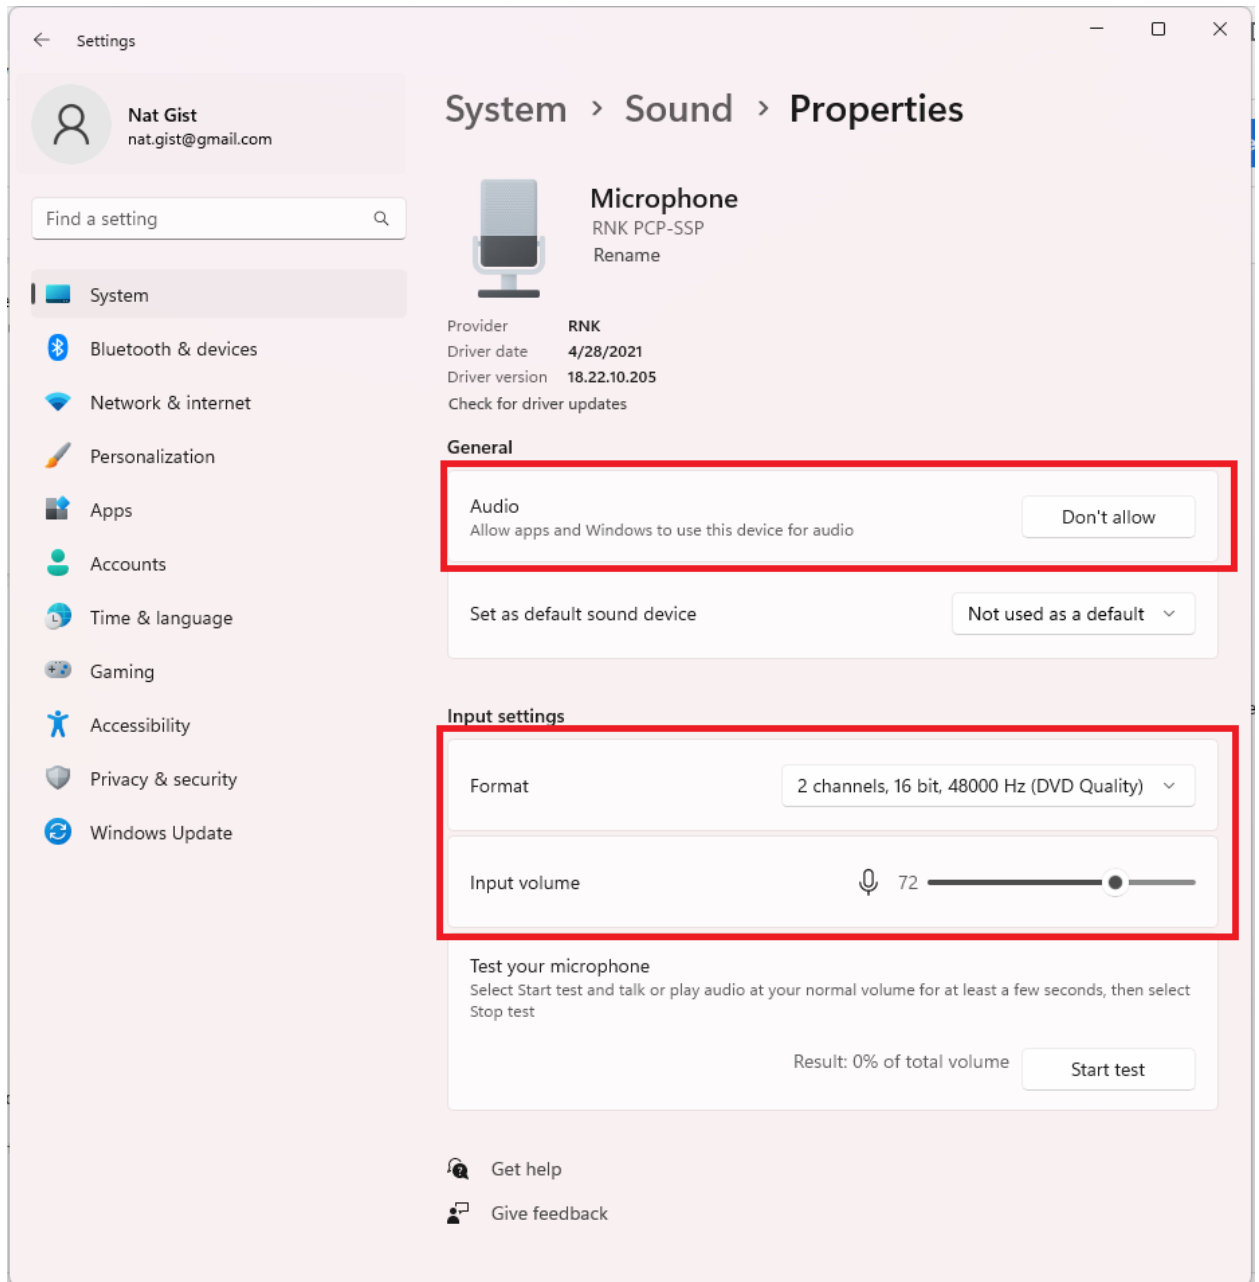 Settings
Nat Gist
nat.gist@gmail.com
Find a setting
System
Bluetooth & devices
Network & internet
Personalization
Apps
Accounts
Time & language
Gaming
Accessibility
Privacy & security
Windows Update
System > Sound > Properties
Microphone
RNK PCP-SSP
Rename
Provider RNK
Driver date 4/28/2021
Driver version 18.22.10.205
Check for driver updates
General
Audio
Allow apps and Windows to use this device for audio
Don't allow
Set as default sound device Not used as a default
Input settings
Format 2 channels, 16 bit, 48000 Hz (DVD Quality)
Input volume 72
Test your microphone
Select Start test and talk or play audio at your normal volume for at least a few seconds, then select
Stop test
Result: 0% of total volume Start test
Get help
Give feedback